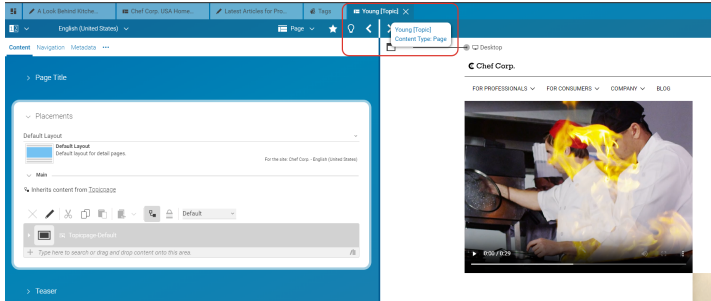 A Look Behind Kitche...
Chef Corp. USA Home...
Latest Articles for Pro...
Tags
Young [Topic]
English (United States)
Page
Young [Topic]
Content Type: Page
Content Navigation Metadata
Desktop
Page Title
Chef Corp.
FOR PROFESSIONALS
FOR CONSUMERS
COMPANY
BLOG
Placements
Default Layout
Default Layout
Default layout for detail pages.
For the site: Chef Corp. - English (United States)
Main
Inherits content from Topicpage
Default
Topicpage Default
Type here to search or drag and drop content onto this area.
0:00 / 0:29
Teaser